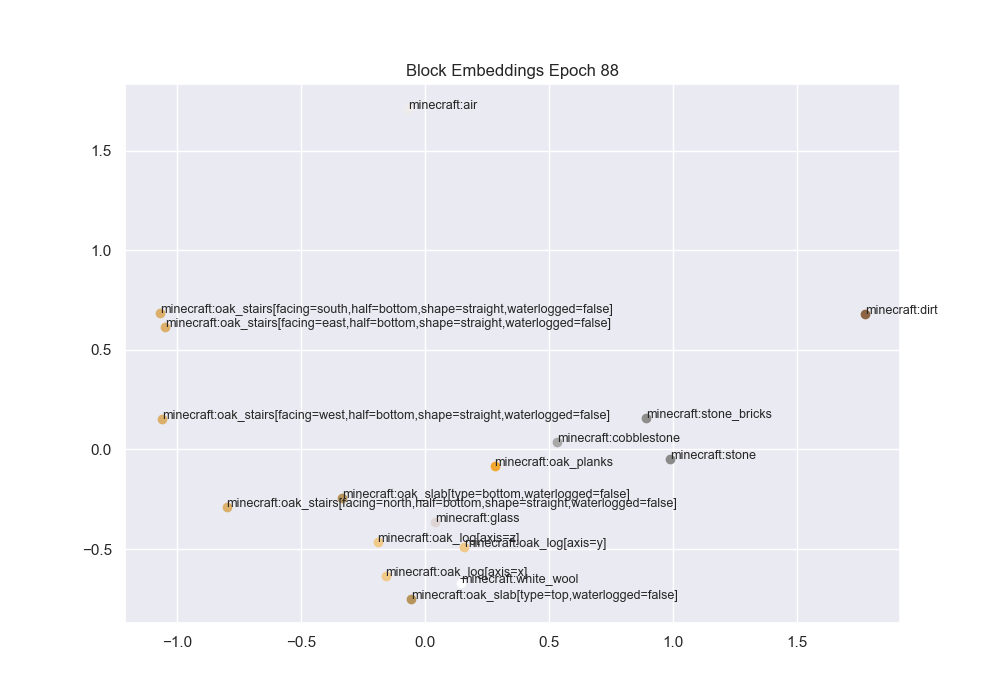 Block Embeddings Epoch 88
minecraft:air
1.5
1.0
minecraft:oak_stairs[facing=south,half=bottom,shape=straight,waterlogged=false]
minecraft:dirt
minecraft:oak_stairs[facing=east,half=bottom,shape=straight,waterlogged=false]
0.5
minecraft:oak_stairs[facing=west,half=bottom,shape=straight,waterlogged=false]
minecraft:stone_bricks
minecraft:cobblestone
0.0
minecraft:stone
minecraft:oak_planks
minecraft:oak_slab[type=bottom,waterlogged=false]
minecraft:oak_stairs[facing=north,half=bottom,shape=straight,waterlogged=false]
minecraft:glass
minecraft:oak_log[axis=z]
minecraft:oak_log[axis=y]
−0.5
minecraft:oak_log[axis=x]
minecraft:white_wool
minecraft:oak_slab[type=top,waterlogged=false]
−1.0 −0.5 0.0 0.5 1.0 1.5